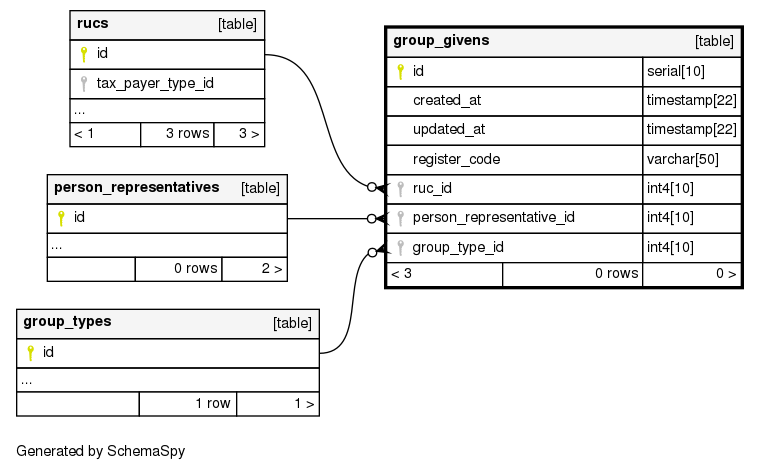 rucs [table]
id
tax_payer_type_id
...
< 1 3 rows 3 >
person_representatives [table]
id
...
0 rows 2 >
group_types [table]
id
...
1 row 1 >
group_givens [table]
id serial[10]
created_at timestamp[22]
updated_at timestamp[22]
register_code varchar[50]
ruc_id int4[10]
person_representative_id int4[10]
group_type_id int4[10]
< 3 0 rows 0 >
Generated by SchemaSpy